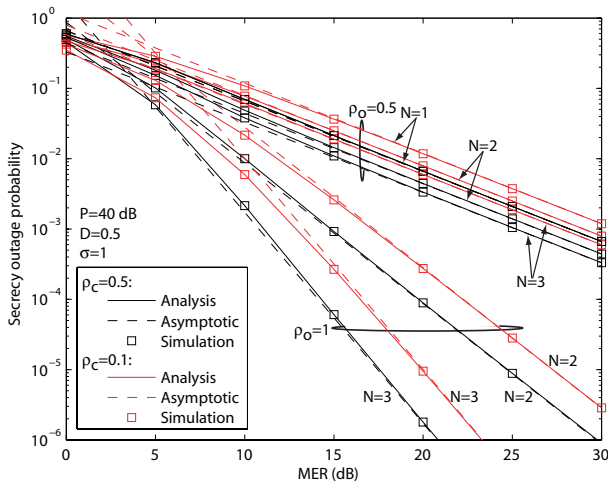 10^0
10^-1
10^-2
10^-3
10^-4
10^-5
10^-6
Secrecy outage probability
0 5 10 15 20 25 30
MER (dB)
ρo=0.5
N=1
N=2
N=3
P=40 dB
D=0.5
σ=1
ρC=0.5:
Analysis
Asymptotic
Simulation
ρC=0.1:
Analysis
Asymptotic
Simulation
ρo=1
N=2
N=3
N=3
N=2